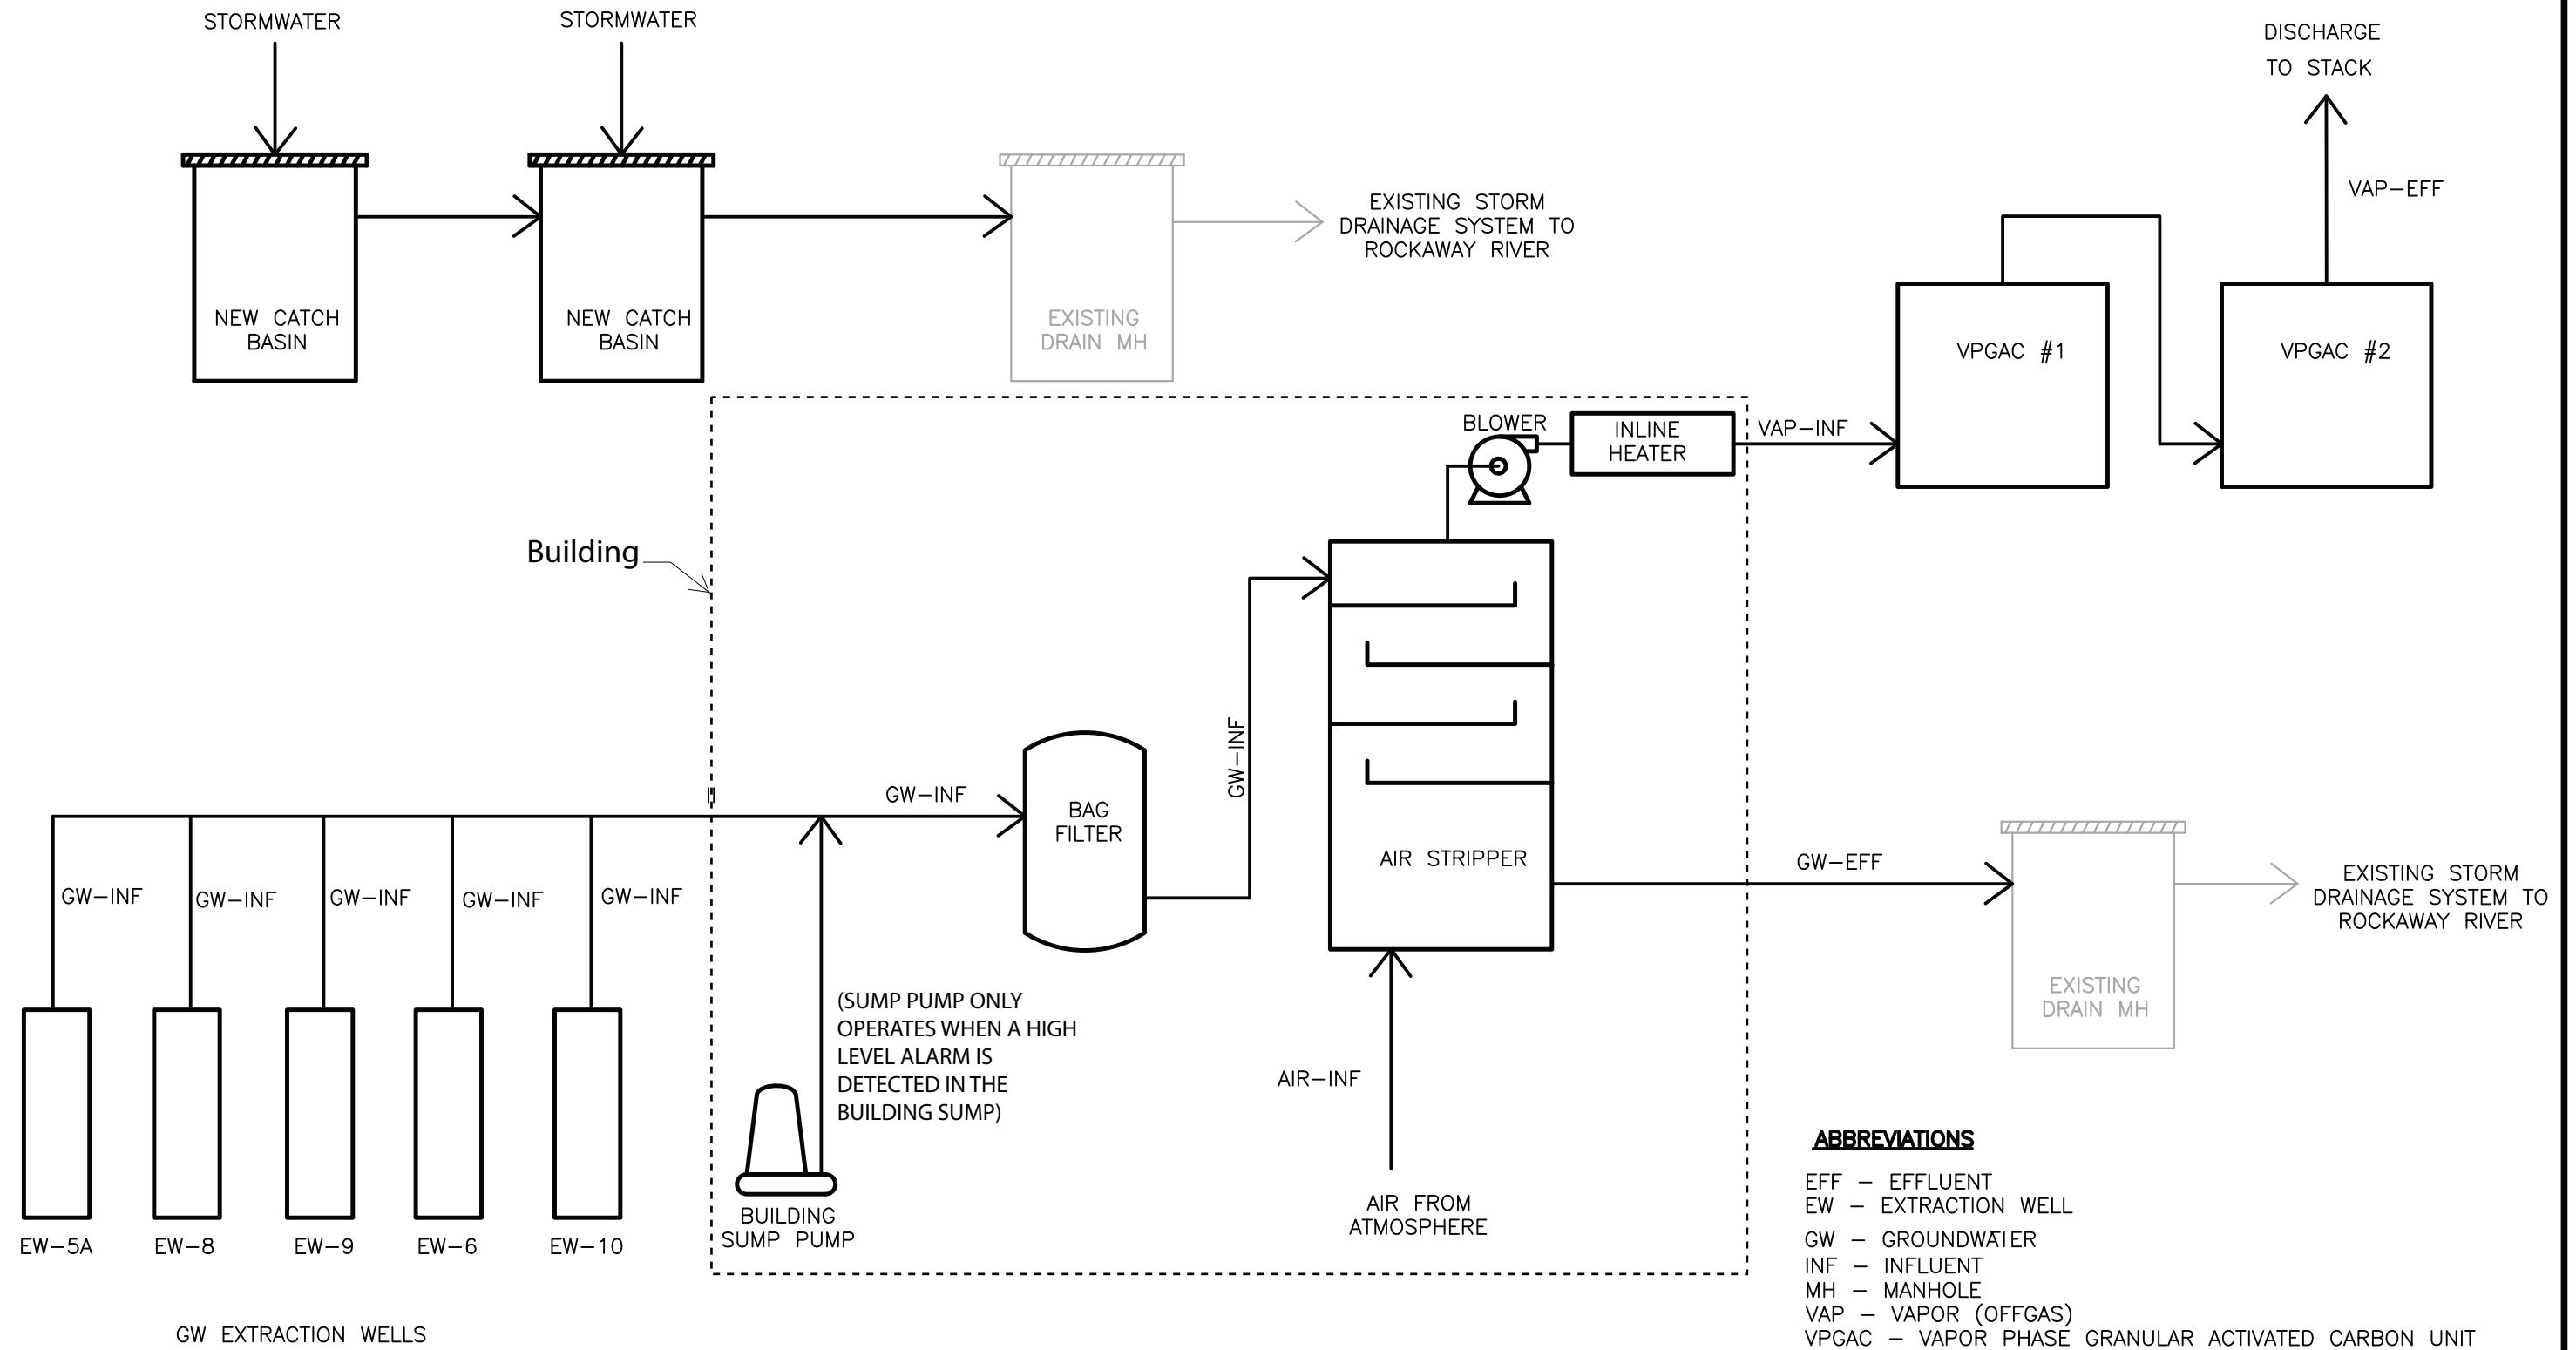 STORMWATER
STORMWATER
DISCHARGE
TO STACK
VAP-EFF
EXISTING STORM
DRAINAGE SYSTEM TO
ROCKAWAY RIVER
NEW CATCH
BASIN
NEW CATCH
BASIN
EXISTING
DRAIN MH
VPGAC #1
VPGAC #2
BLOWER
INLINE
HEATER
VAP-INF
Building
GW-INF
GW-INF
BAG
FILTER
AIR STRIPPER
GW-EFF
EXISTING STORM
DRAINAGE SYSTEM TO
ROCKAWAY RIVER
GW-INF
GW-INF
GW-INF
GW-INF
GW-INF
EXISTING
DRAIN MH
(SUMP PUMP ONLY
OPERATES WHEN A HIGH
LEVEL ALARM IS
DETECTED IN THE
BUILDING SUMP)
AIR-INF
AIR FROM
ATMOSPHERE
BUILDING
SUMP PUMP
EW-5A
EW-8
EW-9
EW-6
EW-10
GW EXTRACTION WELLS
ABBREVIATIONS
EFF - EFFLUENT
EW - EXTRACTION WELL
GW - GROUNDWATER
INF - INFLUENT
MH - MANHOLE
VAP - VAPOR (OFFGAS)
VPGAC - VAPOR PHASE GRANULAR ACTIVATED CARBON UNIT